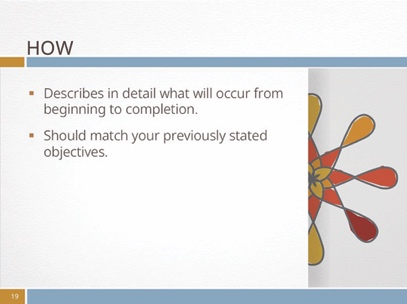 HOW
▪ Describes in detail what will occur from
beginning to completion.
▪ Should match your previously stated
objectives.
19